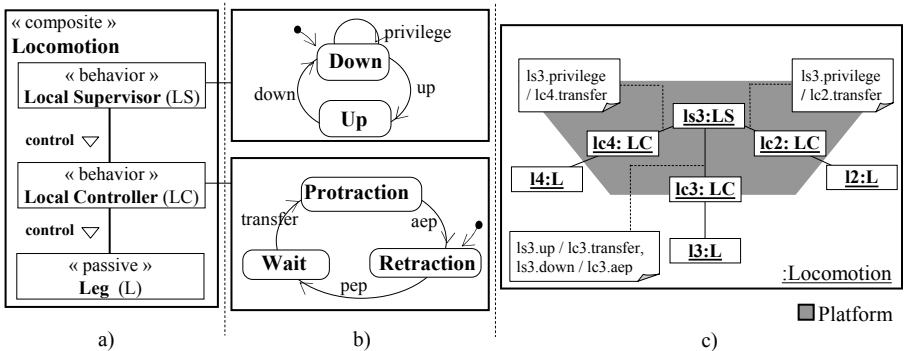 « composite »
Locomotion
« behavior »
Local Supervisor (LS)
control
« behavior »
Local Controller (LC)
control
« passive »
Leg (L)
a)
privilege
Down
down
up
Up
Protraction
transfer
aep
Wait
Retraction
pep
b)
ls3.privilege
/ lc4.transfer
ls3.privilege
/ lc2.transfer
ls3:LS
lc4: LC
lc2: LC
l4:L
lc3: LC
l2:L
ls3.up / lc3.transfer,
ls3.down / lc3.aep
l3:L
:Locomotion
Platform
c)